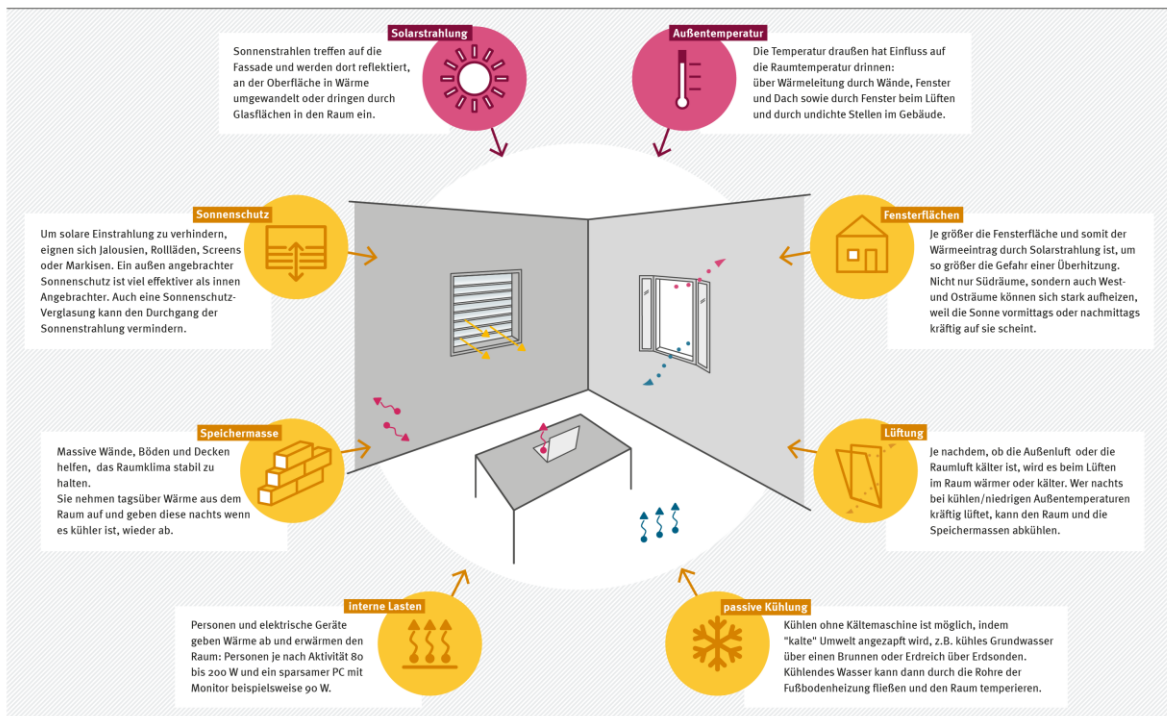 Solarstrahlung
Sonnenstrahlen treffen auf die
Fassade und werden dort reflektiert,
an der Oberfläche in Wärme
umgewandelt oder dringen durch
Glasflächen in den Raum ein.
Außentemperatur
Die Temperatur draußen hat Einfluss auf
die Raumtemperatur drinnen:
über Wärmeleitung durch Wände, Fenster
und Dach sowie durch Fenster beim Lüften
und durch undichte Stellen im Gebäude.
Sonnenschutz
Um solare Einstrahlung zu verhindern,
eignen sich Jalousien, Rollläden, Screens
oder Markisen. Ein außen angebrachter
Sonnenschutz ist viel effektiver als innen
Angebrachter. Auch eine Sonnenschutz-
Verglasung kann den Durchgang der
Sonnenstrahlung vermindern.
Fensterflächen
Je größer die Fensterfläche und somit der
Wärmeeintrag durch Solarstrahlung ist, um
so größer die Gefahr einer Überhitzung.
Nicht nur Südräume, sondern auch West-
und Osträume können sich stark aufheizen,
weil die Sonne vormittags oder nachmittags
kräftig auf sie scheint.
Speichermasse
Massive Wände, Böden und Decken
helfen, das Raumklima stabil zu
halten.
Sie nehmen tagsüber Wärme aus dem
Raum auf und geben diese nachts wenn
es kühler ist, wieder ab.
Lüftung
Je nachdem, ob die Außenluft oder die
Raumluft kälter ist, wird es beim Lüften
im Raum wärmer oder kälter. Wer nachts
bei kühlen/niedrigen Außentemperaturen
kräftig lüftet, kann den Raum und die
Speichermassen abkühlen.
interne Lasten
Personen und elektrische Geräte
geben Wärme ab und erwärmen den
Raum: Personen je nach Aktivität 80
bis 200 W und ein sparsamer PC mit
Monitor beispielsweise 90 W.
passive Kühlung
Kühlen ohne Kältemaschine ist möglich, indem
"kalte" Umwelt angezapft wird, z.B. kühles Grundwasser
über einen Brunnen oder Erdreich über Erdsonden.
Kühlendes Wasser kann dann durch die Rohre der
Fußbodenheizung fließen und den Raum temperieren.